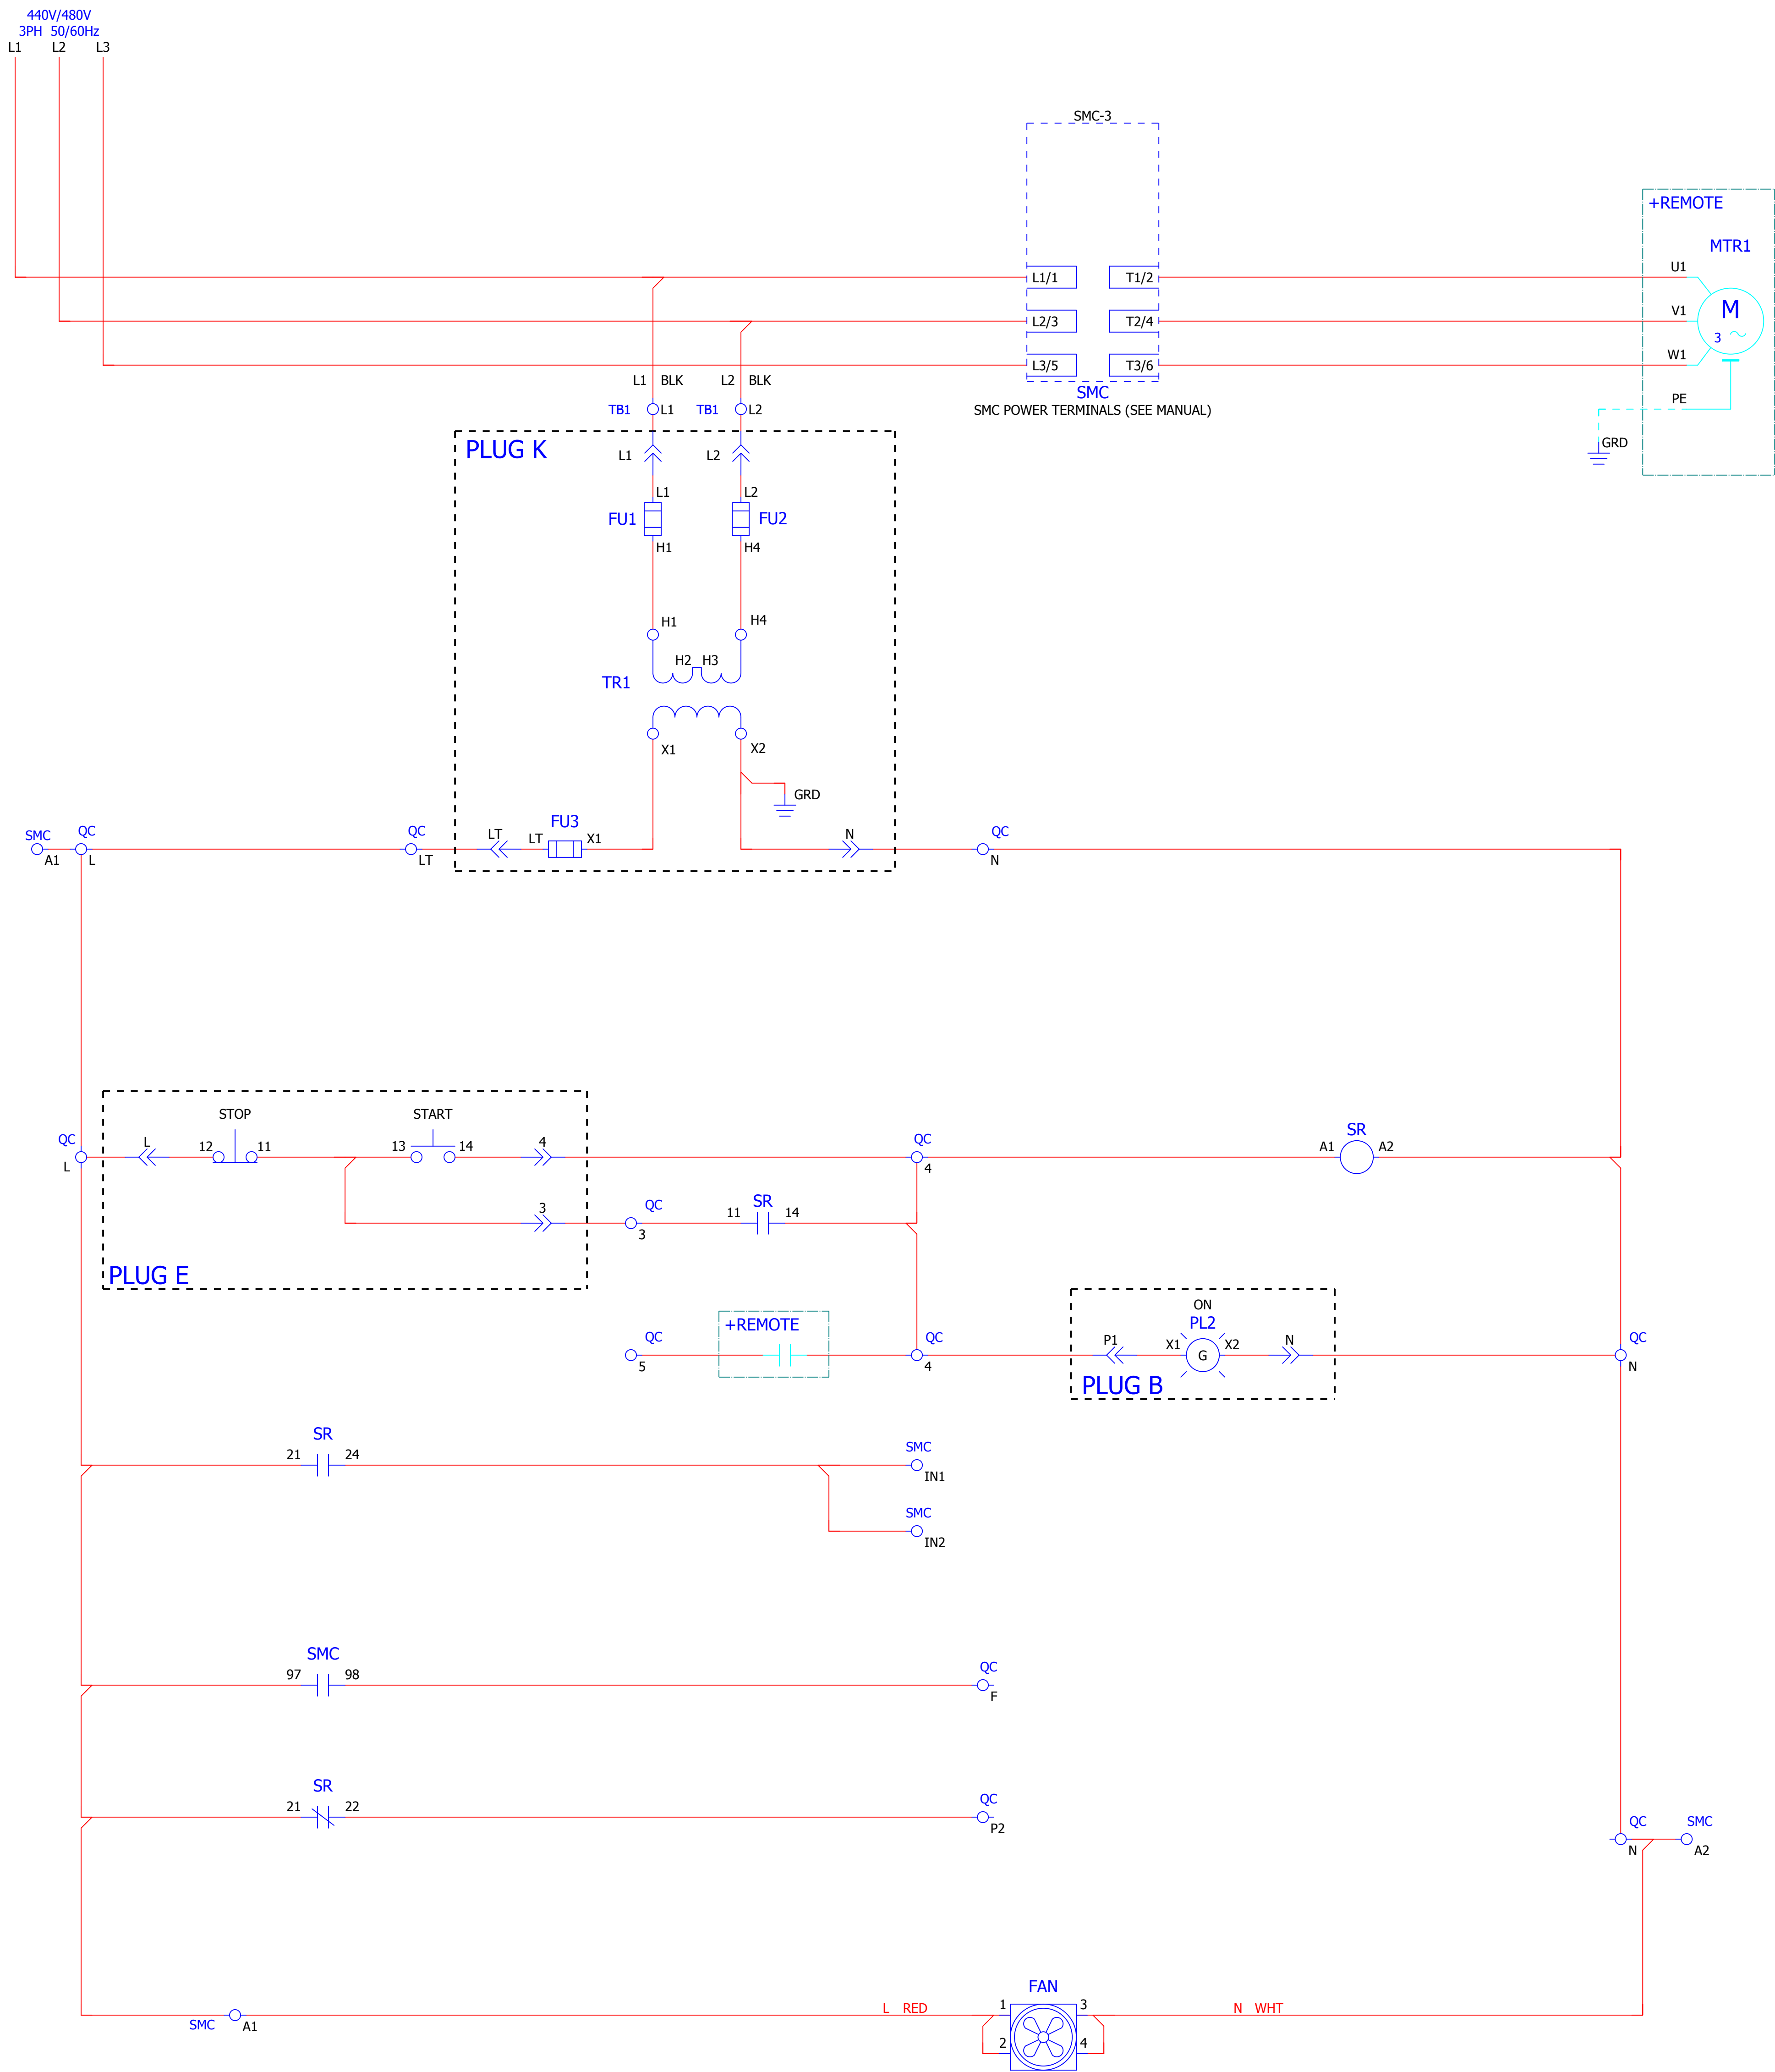 440V/480V
3PH 50/60Hz
L1 L2 L3
SMC-3
+REMOTE
MTR1
L1/1 T1/2 U1
M
3
L2/3 T2/4 V1
L3/5 T3/6 W1
SMC
SMC POWER TERMINALS (SEE MANUAL)
PE
GRD
L1 BLK L2 BLK
TB1 L1 TB1 L2
PLUG K
L1 L2
L1 L2
FU1 FU2
H1 H4
H1 H4
H2 H3
TR1
X1 X2
GRD
SMC QC QC LT FU3 LT X1 N QC
A1 L LT N
STOP START
QC L 12 11 13 14 4 QC SR A1 A2
L 4
3 QC SR
11 14
3
PLUG E
+REMOTE
QC QC
5 4
ON
PL2
P1 X1 G X2 N QC
N
PLUG B
SR
21 24 SMC
IN1
SMC
IN2
SMC
97 98 QC
F
SR
21 22 QC
P2
QC SMC
N A2
FAN
L RED 1 3 N WHT
SMC A1
2 4